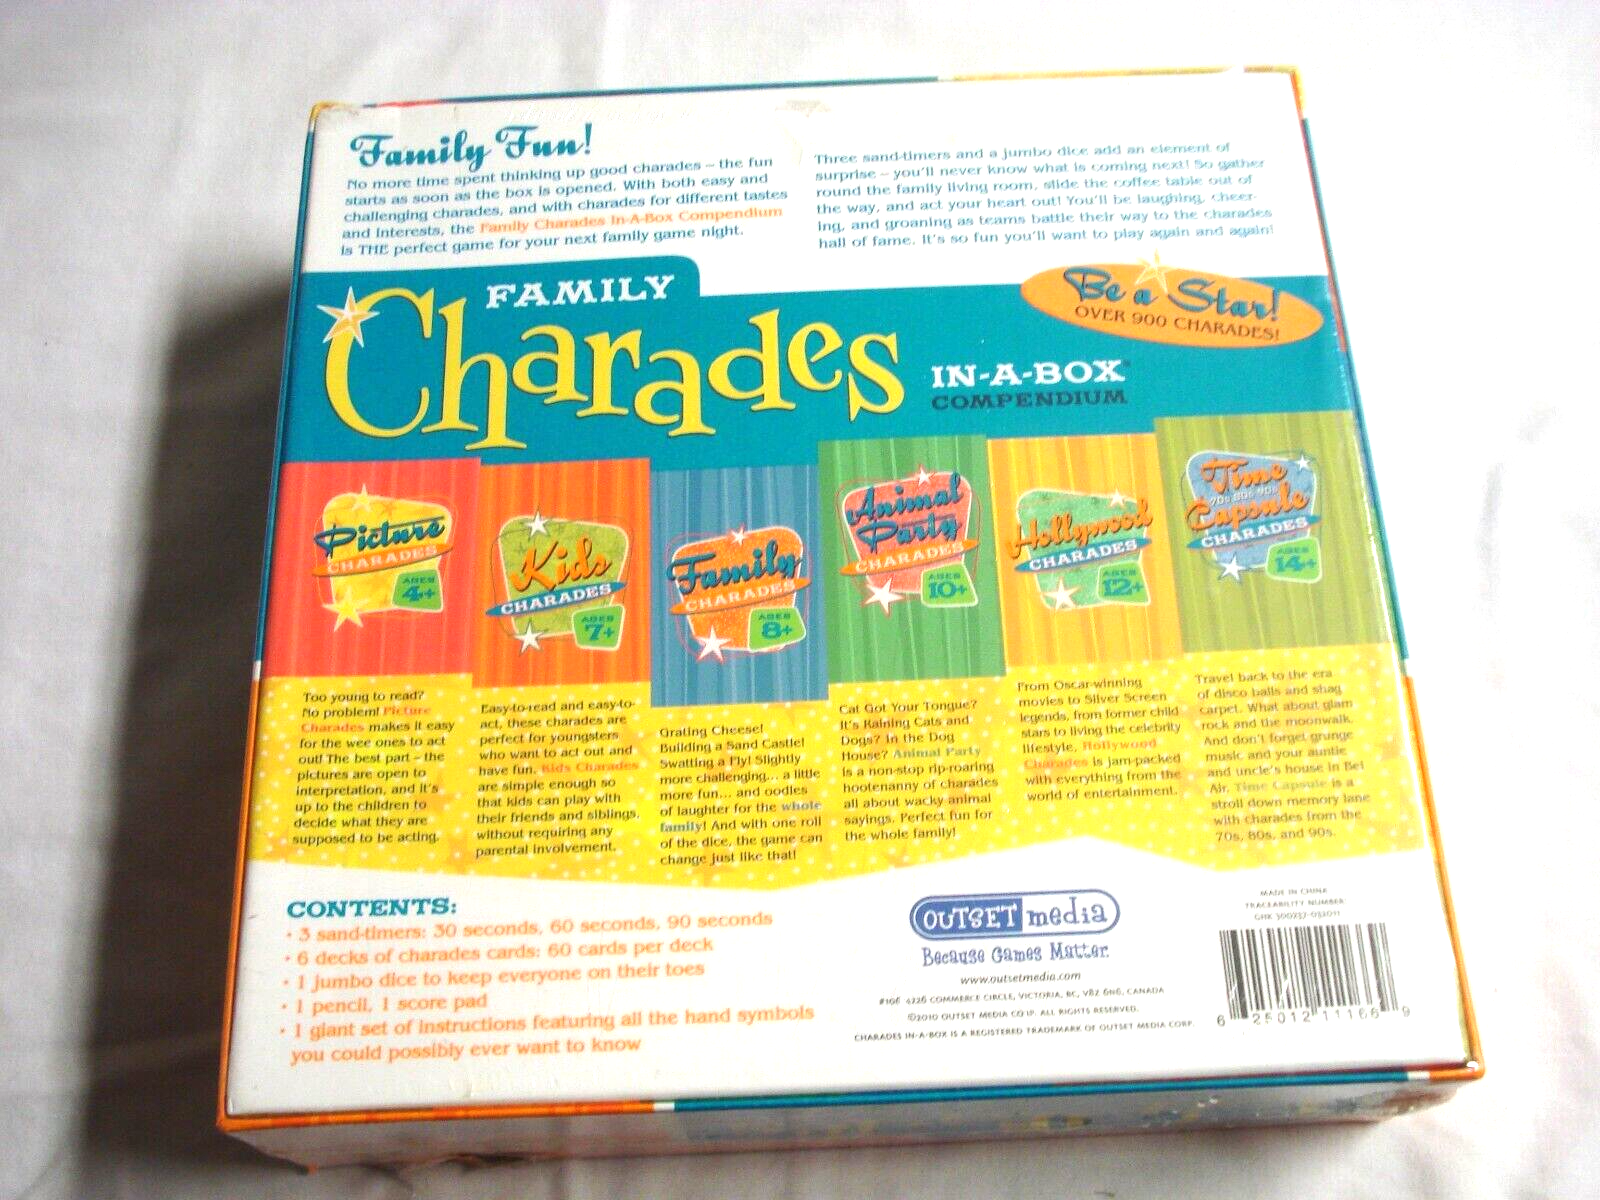 Family Fun!
No more time spent thinking up good charades – the fun
starts as soon as the box is opened. With both easy and
challenging charades, and with charades for different tastes
and interests, the Family Charades In-A-Box Compendium
is THE perfect game for your next family game night.
Three sand-timers and a jumbo dice add an element of
surprise – you'll never know what is coming next! So gather
round the family living room, slide the coffee table out of
the way, and act your heart out! You'll be laughing, cheer-
ing, and groaning as teams battle their way to the charades
hall of fame. It's so fun you'll want to play again and again!
FAMILY
Charades
IN-A-BOX
COMPENDIUM
Be a Star!
OVER 900 CHARADES!
Picture
CHARADES
AGES
4+
Kids
CHARADES
AGES
7+
Family
CHARADES
AGES
8+
Animal
Party
CHARADES
AGES
10+
Hollywood
CHARADES
AGES
12+
Time
70s 80s 90s
Capsule
CHARADES
AGES
14+
Too young to read?
No problem! Picture
Charades makes it easy
for the wee ones to act
out! The best part – the
pictures are open to
interpretation, and it's
up to the children to
decide what they are
supposed to be acting.
Easy-to-read and easy-to-
act, these charades are
perfect for youngsters
who want to act out and
have fun. Kids Charades
are simple enough so
that kids can play with
their friends and siblings,
without requiring any
parental involvement.
Grating Cheese!
Building a Sand Castle!
Swatting a Fly! Slightly
more challenging... a little
more fun... and oodles
of laughter for the whole
family! And with one roll
of the dice, the game can
change just like that!
Cat Got Your Tongue?
It's Raining Cats and
Dogs? In the Dog
House? Animal Party
is a non-stop rip-roaring
hootenanny of charades
all about wacky animal
sayings. Perfect fun for
the whole family!
From Oscar-winning
movies to Silver Screen
legends, from former child
stars to living the celebrity
lifestyle, Hollywood
Charades is jam-packed
with everything from the
world of entertainment.
Travel back to the era
of disco balls and shag
carpet. What about glam
rock and the moonwalk.
And don't forget grunge
music and your auntie
and uncle's house in Bel
Air. Time Capsule is a
stroll down memory lane
with charades from the
70s, 80s, and 90s.
CONTENTS:
• 3 sand-timers: 30 seconds, 60 seconds, 90 seconds
• 6 decks of charades cards: 60 cards per deck
• 1 jumbo dice to keep everyone on their toes
• 1 pencil, 1 score pad
• 1 giant set of instructions featuring all the hand symbols
you could possibly ever want to know
OUTSET media
Because Games Matter.
www.outsetmedia.com
#106 4226 COMMERCE CIRCLE, VICTORIA, BC, V8Z 6N6, CANADA
©2010 OUTSET MEDIA CO IP. ALL RIGHTS RESERVED.
CHARADES IN-A-BOX IS A REGISTERED TRADEMARK OF OUTSET MEDIA CORP.
MADE IN CHINA
TRACEABILITY NUMBER:
GHK 300237-032011
6 25012 11166 9